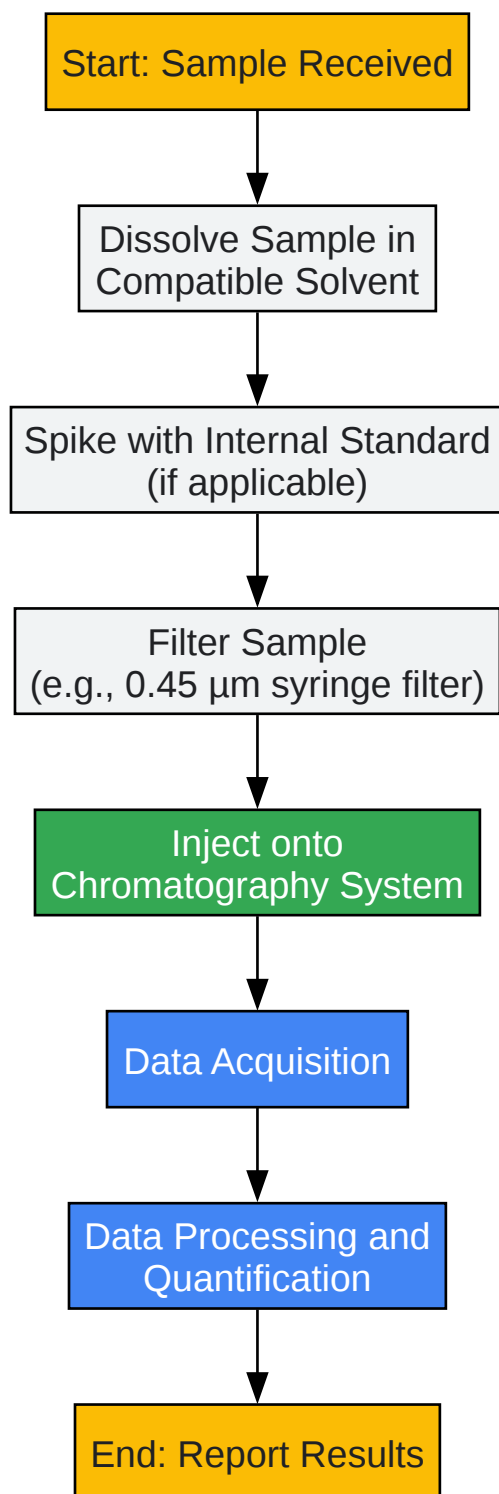 Start: Sample Received
Dissolve Sample in
Compatible Solvent
Spike with Internal Standard
(if applicable)
Filter Sample
(e.g., 0.45 µm syringe filter)
Inject onto
Chromatography System
Data Acquisition
Data Processing and
Quantification
End: Report Results